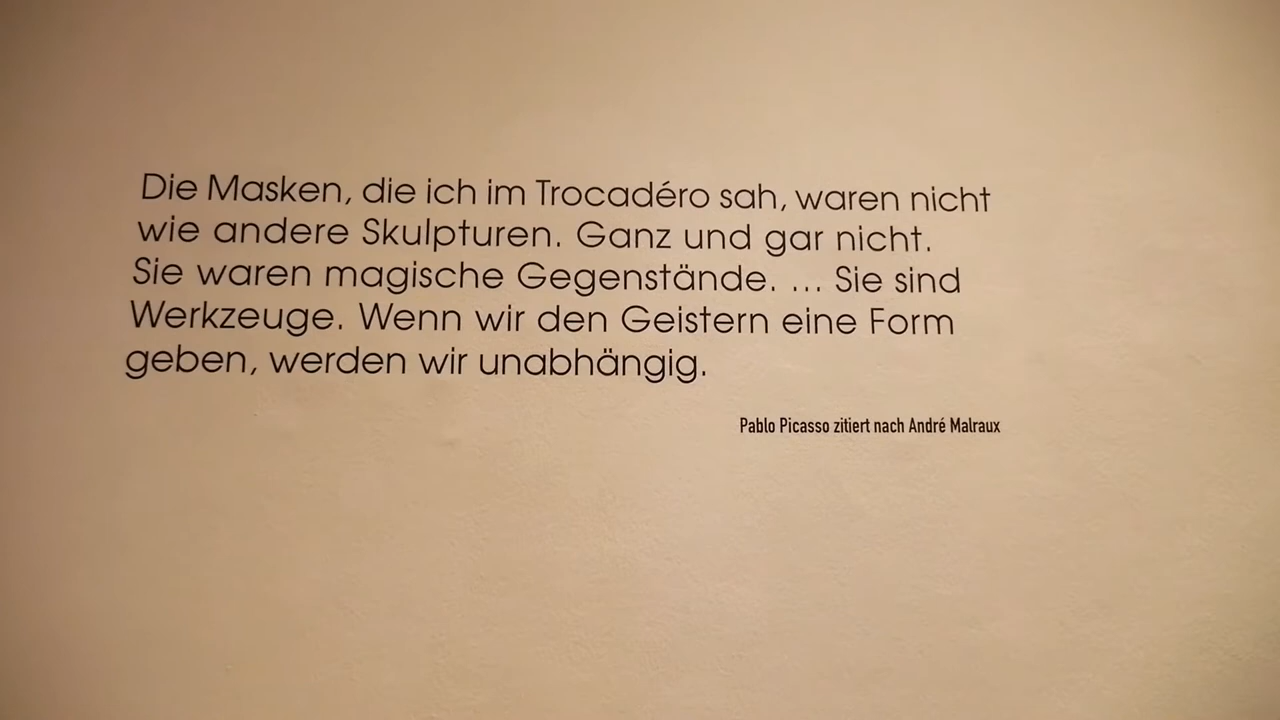 Die Masken, die ich im Trocadéro sah, waren nicht
wie andere Skulpturen. Ganz und gar nicht.
Sie waren magische Gegenstände. ... Sie sind
Werkzeuge. Wenn wir den Geistern eine Form
geben, werden wir unabhängig.
Pablo Picasso zitiert nach André Malraux